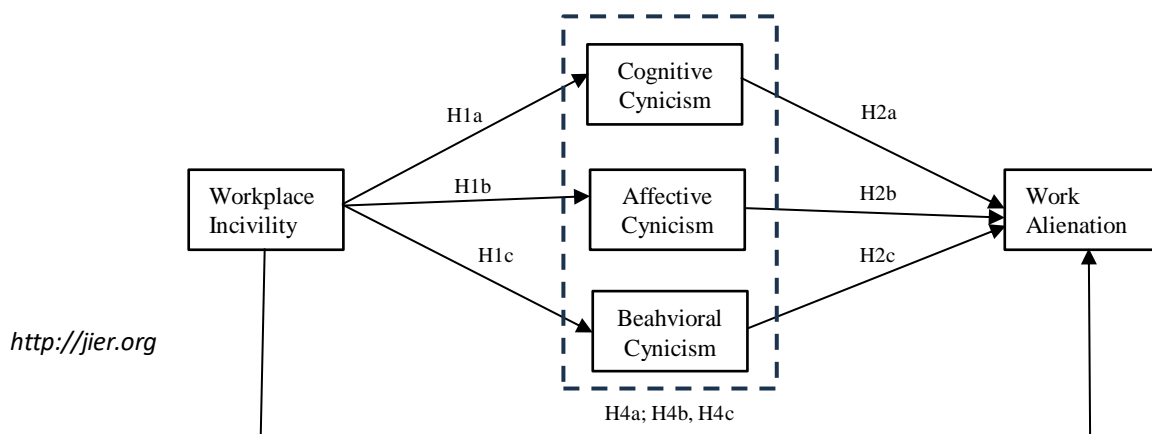 Cognitive
Cynicism
H1a
H2a
Workplace
Incivility
H1b
Affective
Cynicism
H2b
Work
Alienation
H1c
H2c
Beahvioral
Cynicism
http://jier.org
H4a; H4b, H4c